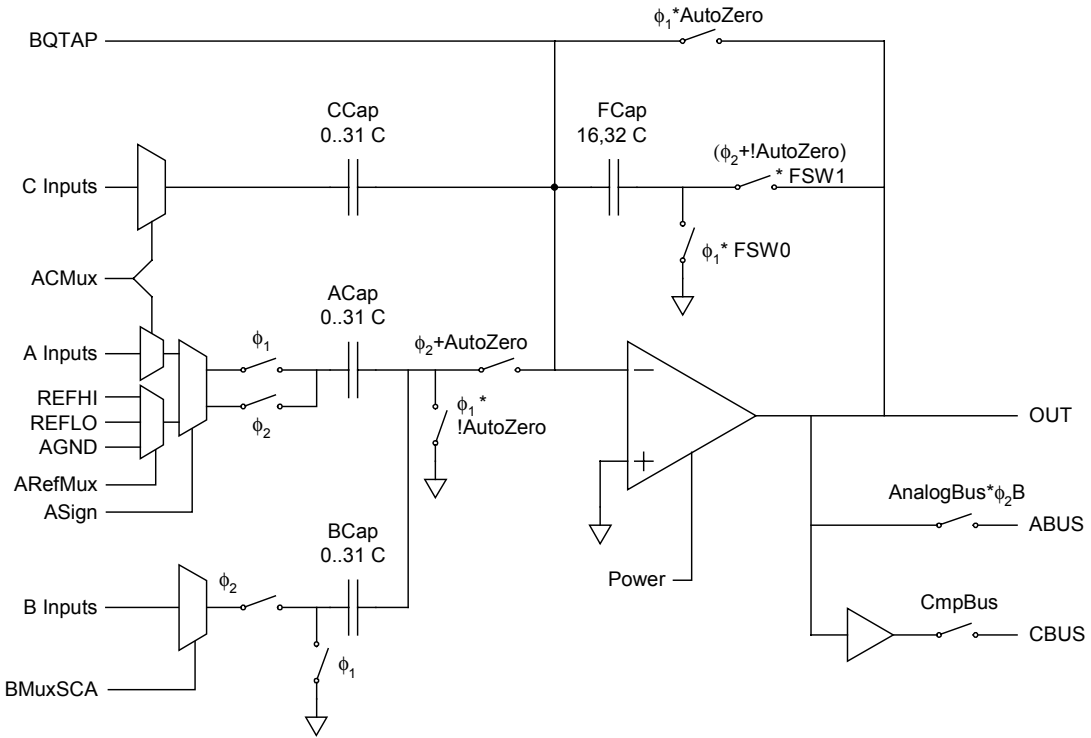 ϕ1*AutoZero
BQTAP
CCap
0..31 C
FCap
16,32 C
(ϕ2+!AutoZero)
* FSW1
C Inputs
ϕ1* FSW0
ACMux
ACap
0..31 C
A Inputs
ϕ1
ϕ2+AutoZero
REFHI
REFLO
ϕ2
ϕ1 *
!AutoZero
AGND
OUT
ARefMux
ASign
AnalogBus*ϕ2B
ABUS
BCap
0..31 C
Power
B Inputs
ϕ2
CmpBus
CBUS
ϕ1
BMuxSCA